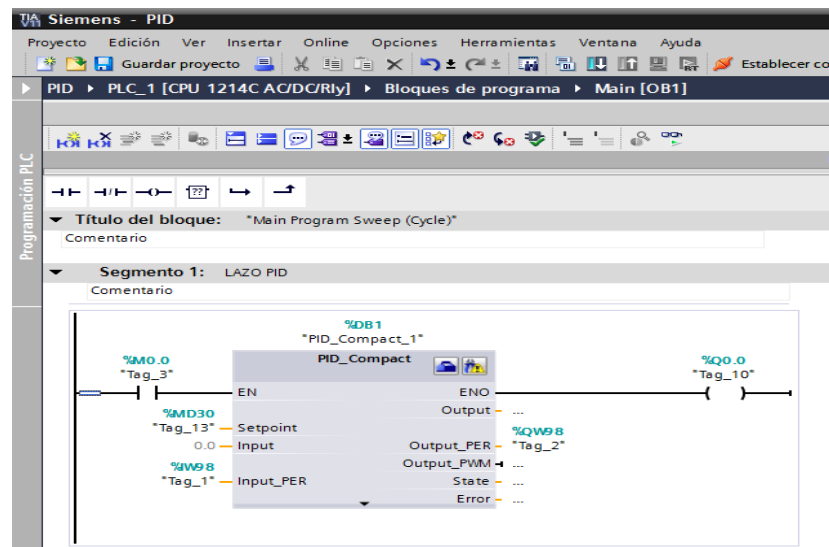 Siemens - PID
Proyecto Edición Ver Insertar Online Opciones Herramientas Ventana Ayuda
Guardar proyecto Establecer co
PID PLC_1 [CPU 1214C AC/DC/Rly] Bloques de programa Main [OB1]
Programación PLC
??
Título del bloque: "Main Program Sweep (Cycle)"
Comentario
Segmento 1: LAZO PID
Comentario
%DB1
"PID_Compact_1"
%M0.0 PID_Compact %Q0.0
"Tag_3" "Tag_10"
EN ENO
%MD30 Output ...
"Tag_13" Setpoint %QW98
0.0 Input Output_PER "Tag_2"
%IW98 Output_PWM ...
"Tag_1" Input_PER State ...
Error ...